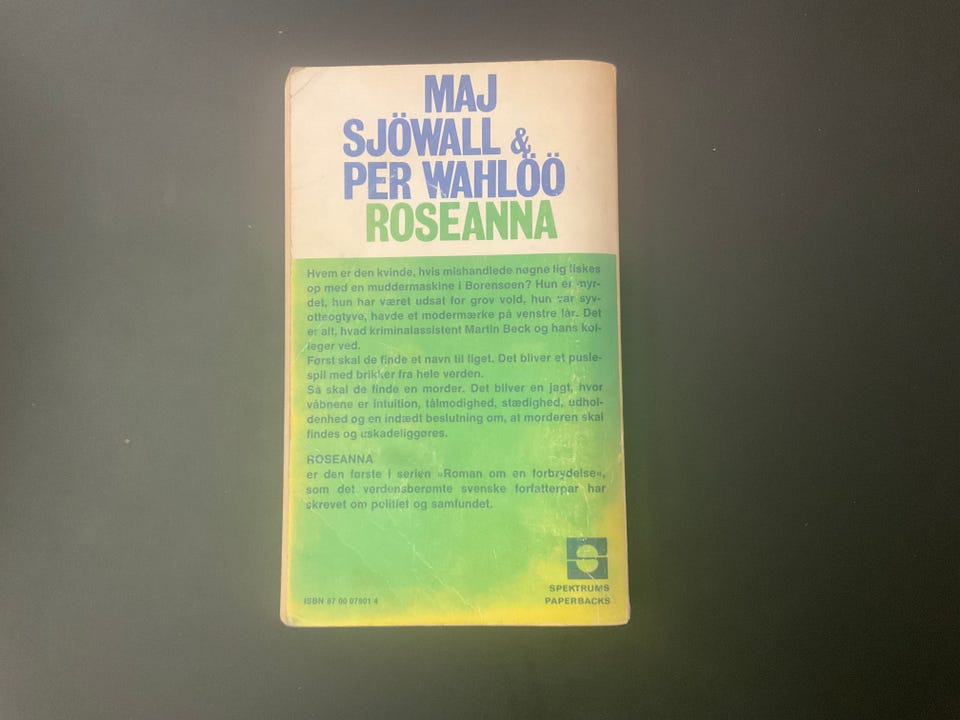 MAJ
SJÖWALL &
PER WAHLÖÖ
ROSEANNA
Hvem er den kvinde, hvis mishandlede nøgne lig fiskes
op med en muddermaskine i Borensøen? Hun er myr-
det, hun har været udsat for grov vold, hun var syv-
otteogtyve, havde et modermærke på venstre lår. Det
er alt, hvad kriminalassistent Martin Beck og hans kol-
leger ved.
Først skal de finde et navn til liget. Det bliver et pusle-
spil med brikker fra hele verden.
Så skal de finde en morder. Det bliver en jagt, hvor
våbnene er intuition, tålmodighed, stædighed, udhol-
denhed og en indædt beslutning om, at morderen skal
findes og uskadeliggøres.
ROSEANNA
er den første i serien »Roman om en forbrydelse«,
som det verdensberømte svenske forfatterpar har
skrevet om politiet og samfundet.
SPEKTRUMS
PAPERBACKS
ISBN 87 00 07901 4